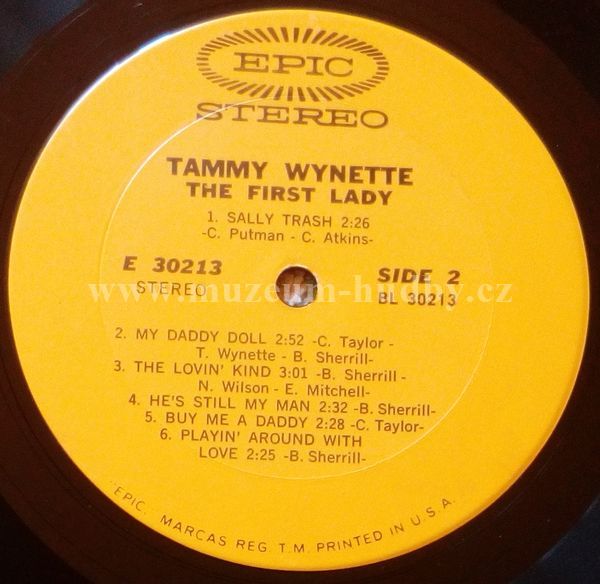 EPIC
STEREO
TAMMY WYNETTE
THE FIRST LADY
1. SALLY TRASH 2:26
-C. Putman - C. Atkins-
E 30213
STEREO
SIDE 2
BL 30213
www.muzeum-hudby.cz
2. MY DADDY DOLL 2:52 -C. Taylor -
T. Wynette - B. Sherrill-
3. THE LOVIN' KIND 3:01 -B. Sherrill -
N. Wilson - E. Mitchell-
4. HE'S STILL MY MAN 2:32 -B. Sherrill-
5. BUY ME A DADDY 2:28 -C. Taylor-
6. PLAYIN' AROUND WITH
LOVE 2:25 -B. Sherrill-
"EPIC," MARCAS REG. T.M. PRINTED IN U.S.A.